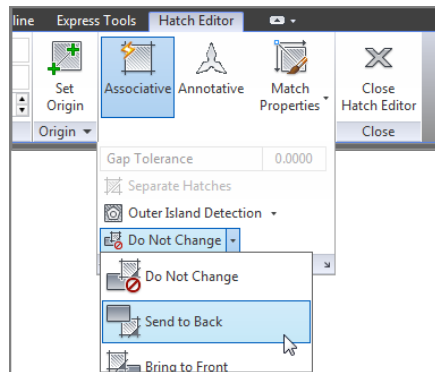 line Express Tools Hatch Editor
Set Origin
Associative
Annotative
Match Properties
Close Hatch Editor
Origin
Close
Gap Tolerance 0.0000
Separate Hatches
Outer Island Detection
Do Not Change
Do Not Change
Send to Back
Bring to Front